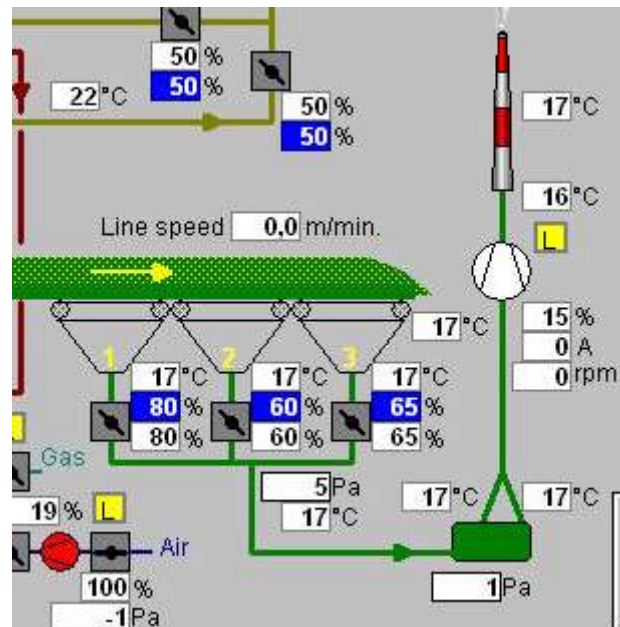 50 %
50
22 °C
50 %
50
17 °C
16 °C
Line speed 0,0 m/min.
L
17 °C
15 %
0 A
0 rpm
1 2 3
17 °C 17 °C 17 °C
80 % 60 % 65 %
80 % 60 % 65 %
Gas
5 Pa
17 °C
17 °C 17 °C
19 % L
Air
100 %
-1 Pa
1 Pa